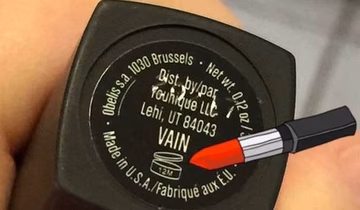 Obelis s.a. 1030 Brussels · Net wt. 0.12 oz /
Dist. by/par
Younique LLC
Lehi, UT 84043
VAIN
12M
Made in U.S.A./Fabriqué aux É.U.